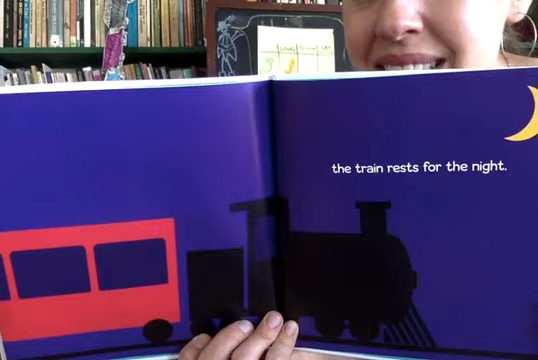 the train rests for the night.